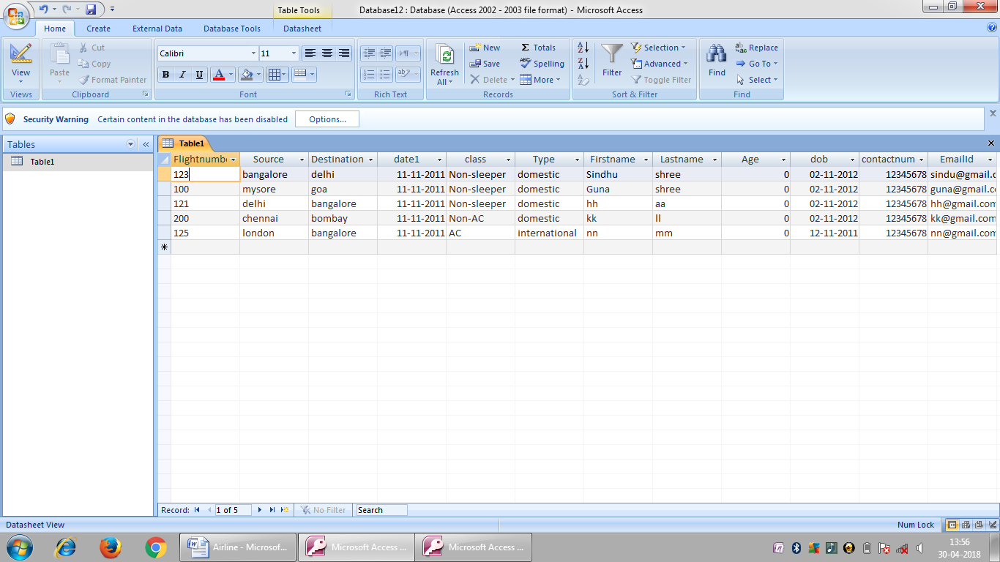 Table Tools
Database12 : Database (Access 2002 - 2003 file format) - Microsoft Access
Home Create External Data Database Tools Datasheet
View
Views
Paste
Cut
Copy
Format Painter
Clipboard
Calibri 11
B I U A
Font
Rich Text
Refresh All
New
Save
Delete
Σ Totals
ABC Spelling
More
Records
A Z
Z A
Filter
Selection
Advanced
Toggle Filter
Sort & Filter
Find
Replace
Go To
Select
Find
Security Warning Certain content in the database has been disabled Options...
Tables «
Table1
Table1
Flightnumbe Source Destination date1 class Type Firstname Lastname Age dob contactnum EmailId
123 bangalore delhi 11-11-2011 Non-sleeper domestic Sindhu shree 0 02-11-2012 12345678 sindu@gmail.c
100 mysore goa 11-11-2011 Non-sleeper domestic Guna shree 0 02-11-2012 12345678 guna@gmail.co
121 delhi bangalore 11-11-2011 Non-sleeper domestic hh aa 0 02-11-2012 12345678 hh@gmail.com
200 chennai bombay 11-11-2011 Non-AC domestic kk ll 0 02-11-2012 12345678 kk@gmail.com
125 london bangalore 11-11-2011 AC international nn mm 0 12-11-2011 12345678 nn@gmail.com
Record: 1 of 5 No Filter Search
Datasheet View Num Lock
Airline - Microsof... Microsoft Access ... Microsoft Access ...
13:56
30-04-2018